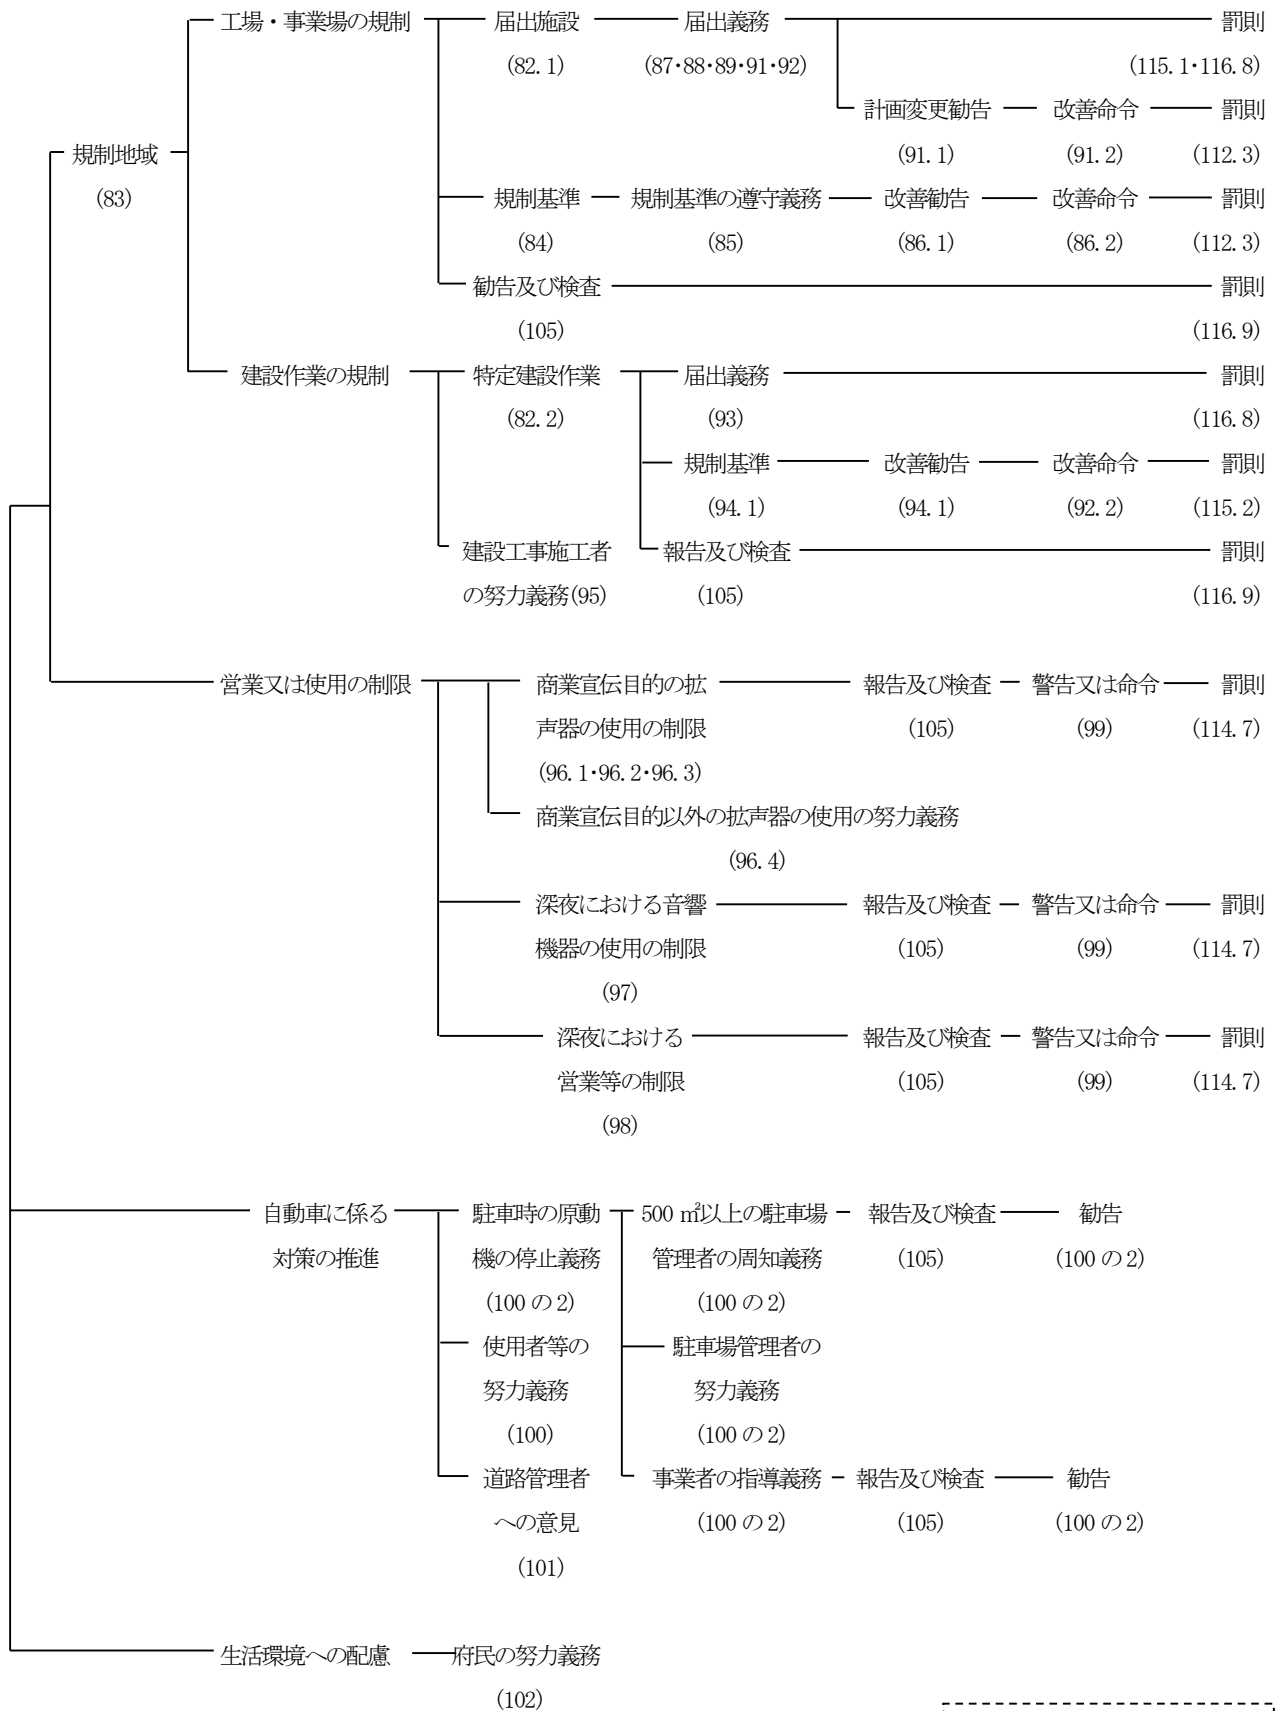 工場・事業場の規制 届出施設 届出義務 罰則
(82.1) (87・88・89・91・92) (115.1・116.8)
計画変更勧告 改善命令 罰則
規制地域 (91.1) (91.2) (112.3)
(83) 規制基準 規制基準の遵守義務 改善勧告 改善命令 罰則
(84) (85) (86.1) (86.2) (112.3)
勧告及び検査 罰則
(105) (116.9)
建設作業の規制 特定建設作業 届出義務 罰則
(82.2) (93) (116.8)
規制基準 改善勧告 改善命令 罰則
(94.1) (94.1) (92.2) (115.2)
建設工事施工者 報告及び検査 罰則
の努力義務(95) (105) (116.9)
営業又は使用の制限 商業宣伝目的の拡 報告及び検査 警告又は命令 罰則
声器の使用の制限 (105) (99) (114.7)
(96.1・96.2・96.3)
商業宣伝目的以外の拡声器の使用の努力義務
(96.4)
深夜における音響 報告及び検査 警告又は命令 罰則
機器の使用の制限 (105) (99) (114.7)
(97)
深夜における 報告及び検査 警告又は命令 罰則
営業等の制限 (105) (99) (114.7)
(98)
自動車に係る 駐車時の原動 500 ㎡以上の駐車場 報告及び検査 勧告
対策の推進 機の停止義務 管理者の周知義務 (105) (100 の 2)
(100 の 2) (100 の 2)
使用者等の 駐車場管理者の
努力義務 努力義務
(100) (100 の 2)
道路管理者 事業者の指導義務 報告及び検査 勧告
への意見 (100 の 2) (105) (100 の 2)
(101)
生活環境への配慮 府民の努力義務
(102)